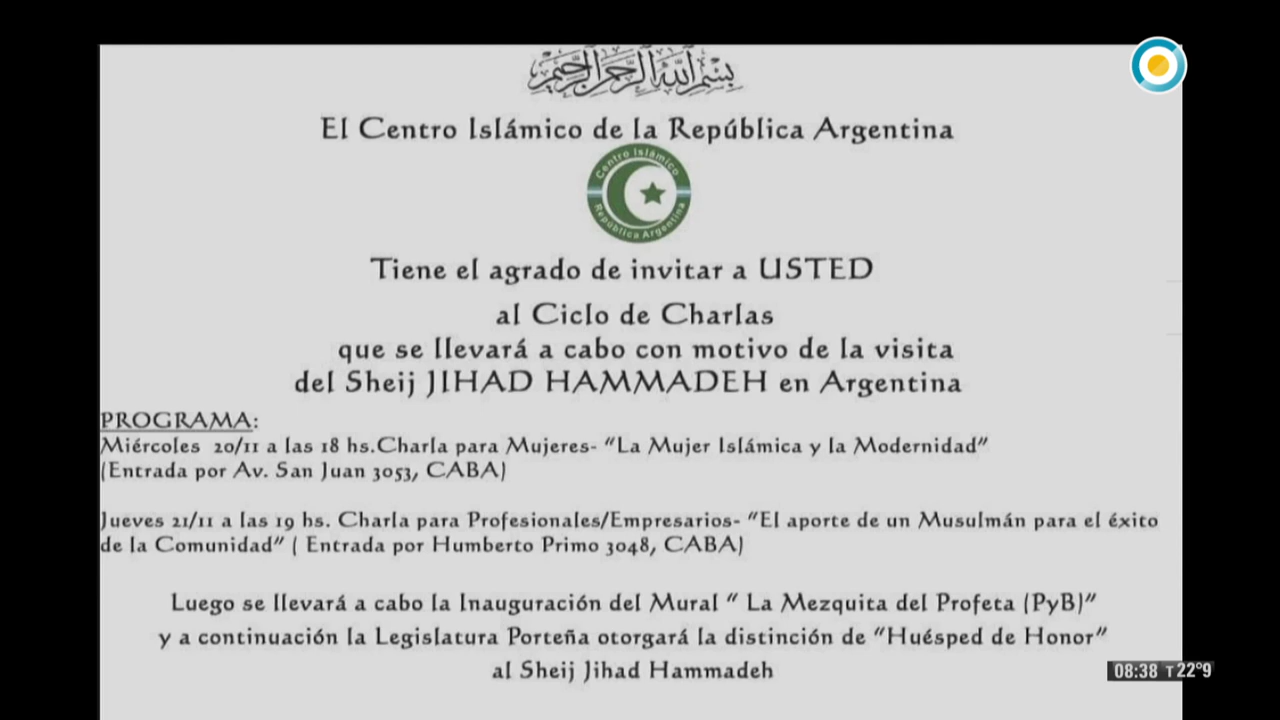 بسم الله الرحمن الرحيم
El Centro Islámico de la República Argentina
Centro Islámico
República Argentina
Tiene el agrado de invitar a USTED
al Ciclo de Charlas
que se llevará a cabo con motivo de la visita
del Sheij JIHAD HAMMADEH en Argentina
PROGRAMA:
Miércoles 20/11 a las 18 hs.Charla para Mujeres- “La Mujer Islámica y la Modernidad”
(Entrada por Av. San Juan 3053, CABA)
Jueves 21/11 a las 19 hs. Charla para Profesionales/Empresarios- “El aporte de un Musulmán para el éxito
de la Comunidad” ( Entrada por Humberto Primo 3048, CABA)
Luego se llevará a cabo la Inauguración del Mural “ La Mezquita del Profeta (PyB)”
y a continuación la Legislatura Porteña otorgará la distinción de “Huésped de Honor”
al Sheij Jihad Hammadeh
08:38 T 22°9